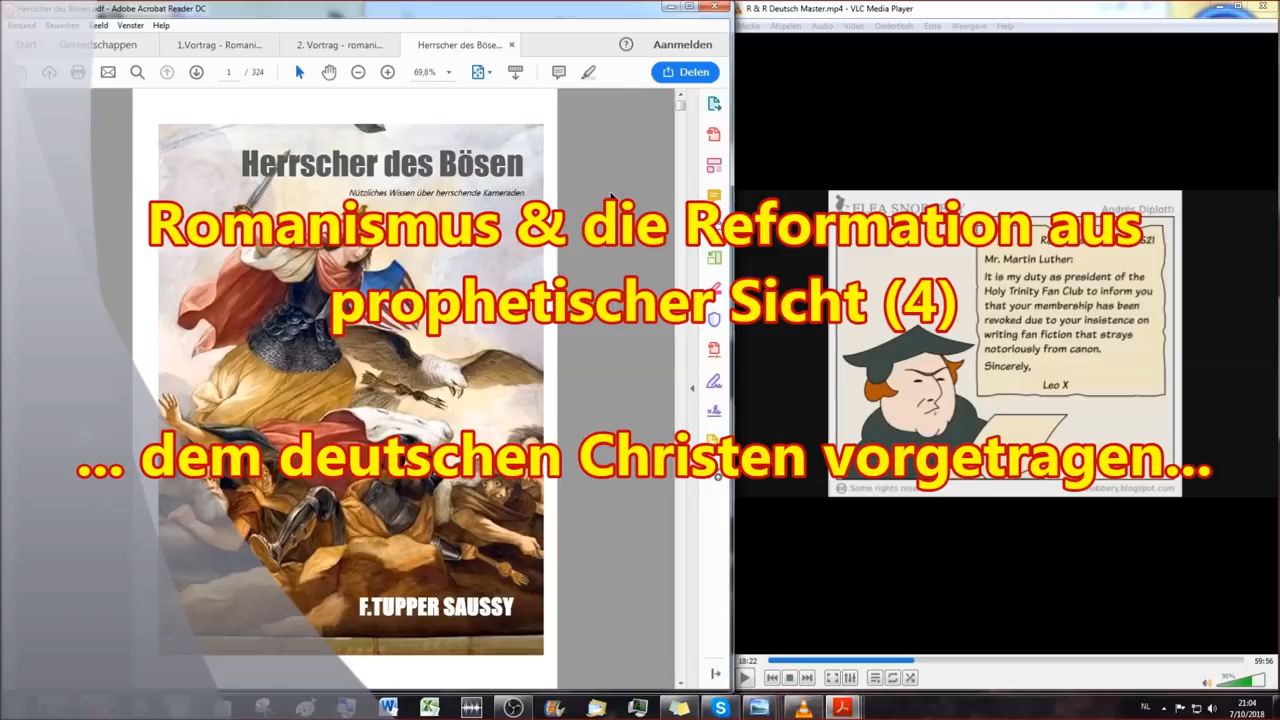 Herrscher des Bösen.pdf - Adobe Acrobat Reader DC
Bestand Bewerken Beeld Venster Help
Start Gereedschappen 1.Vortrag - Romani... 2. Vortrag - romani... Herrscher des Böse... × Aanmelden
1 / 324 69,8% Delen
Herrscher des Bösen
Nützliches Wissen über herrschende Kameraden
F.TUPPER SAUSSY
R & R Deutsch Master.mp4 - VLC Media Player
Media Afspelen Audio Video Ondertitels Extra Weergave Help
Andrés Diplotti
Mr. Martin Luther:
It is my duty as president of the
Holy Trinity Fan Club to inform you
that your membership has been
revoked due to your insistence on
writing fan fiction that strays
notoriously from canon.
Sincerely,
Leo X
Some rights
Romanismus & die Reformation aus
prophetischer Sicht (4)
... dem deutschen Christen vorgetragen...
18:22 59:56
90%
NL 21:04
7/10/2018